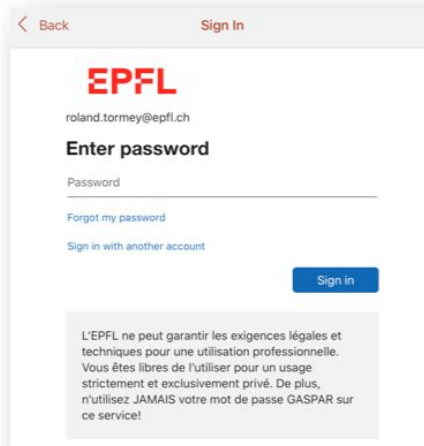 Back
Sign In
EPFL
roland.tormey@epfl.ch
Enter password
Password
Forgot my password
Sign in with another account
Sign in
L'EPFL ne peut garantir les exigences légales et
techniques pour une utilisation professionnelle.
Vous êtes libres de l'utiliser pour un usage
strictement et exclusivement privé. De plus,
n'utilisez JAMAIS votre mot de passe GASPAR sur
ce service!